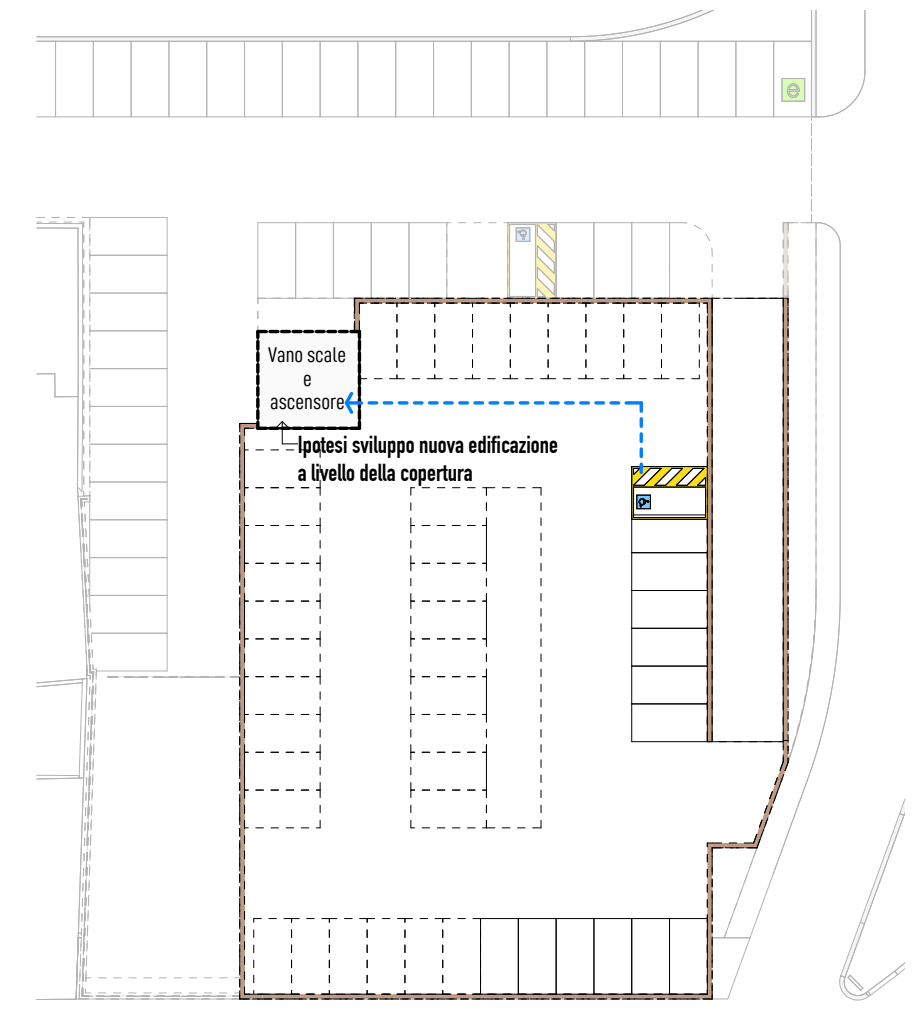 e
Vano scale
e
ascensore
Ipotesi sviluppo nuova edificazione
a livello della copertura